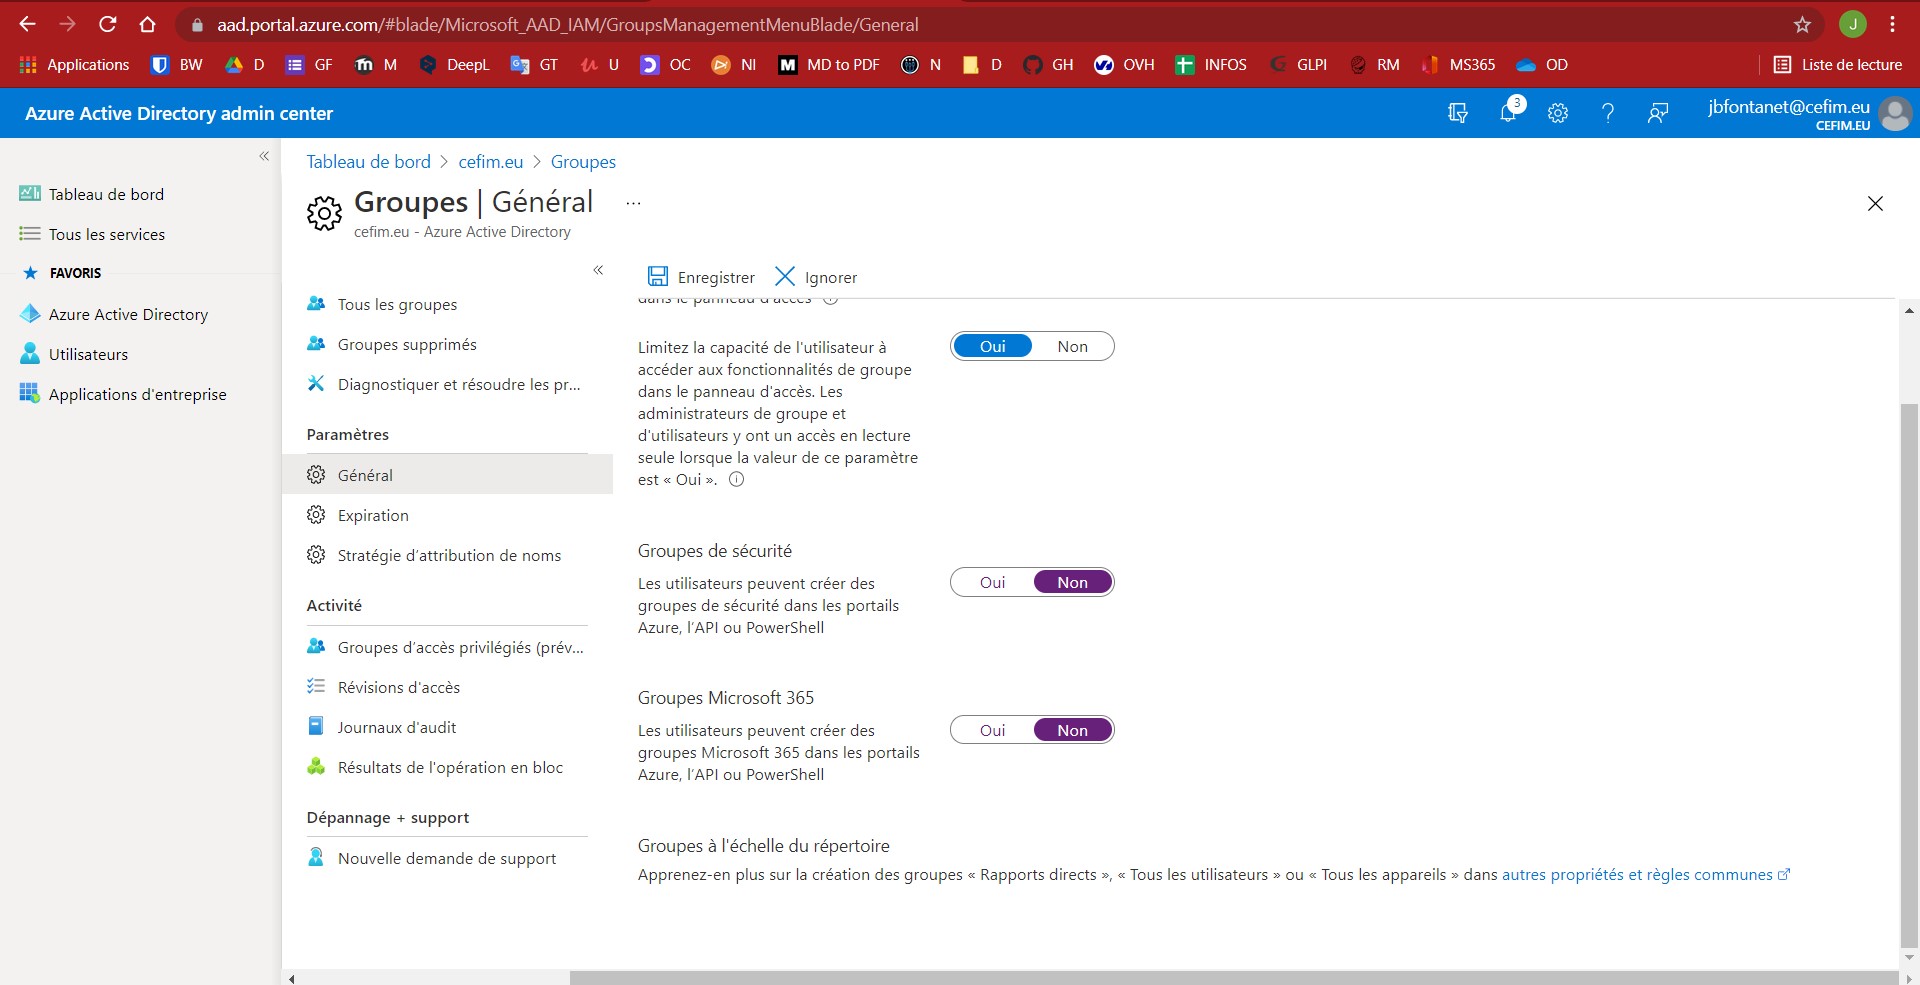 aad.portal.azure.com/#blade/Microsoft_AAD_IAM/GroupsManagementMenuBlade/General
J
Applications BW D GF M DeepL GT U OC NI MD to PDF N D GH OVH INFOS GLPI RM MS365 OD Liste de lecture
Azure Active Directory admin center
3
jbfontanet@cefim.eu
CEFIM.EU
Tableau de bord
Tous les services
FAVORIS
Azure Active Directory
Utilisateurs
Applications d'entreprise
Tableau de bord > cefim.eu > Groupes
Groupes | Général ...
cefim.eu - Azure Active Directory
Tous les groupes
Groupes supprimés
Diagnostiquer et résoudre les pr...
Paramètres
Général
Expiration
Stratégie d'attribution de noms
Activité
Groupes d'accès privilégiés (prév...
Révisions d'accès
Journaux d'audit
Résultats de l'opération en bloc
Dépannage + support
Nouvelle demande de support
Enregistrer Ignorer
dans le panneau d'accès
Limitez la capacité de l'utilisateur à
accéder aux fonctionnalités de groupe
dans le panneau d'accès. Les
administrateurs de groupe et
d'utilisateurs y ont un accès en lecture
seule lorsque la valeur de ce paramètre
est « Oui ».
Oui Non
Groupes de sécurité
Les utilisateurs peuvent créer des
groupes de sécurité dans les portails
Azure, l'API ou PowerShell
Oui Non
Groupes Microsoft 365
Les utilisateurs peuvent créer des
groupes Microsoft 365 dans les portails
Azure, l'API ou PowerShell
Oui Non
Groupes à l'échelle du répertoire
Apprenez-en plus sur la création des groupes « Rapports directs », « Tous les utilisateurs » ou « Tous les appareils » dans autres propriétés et règles communes